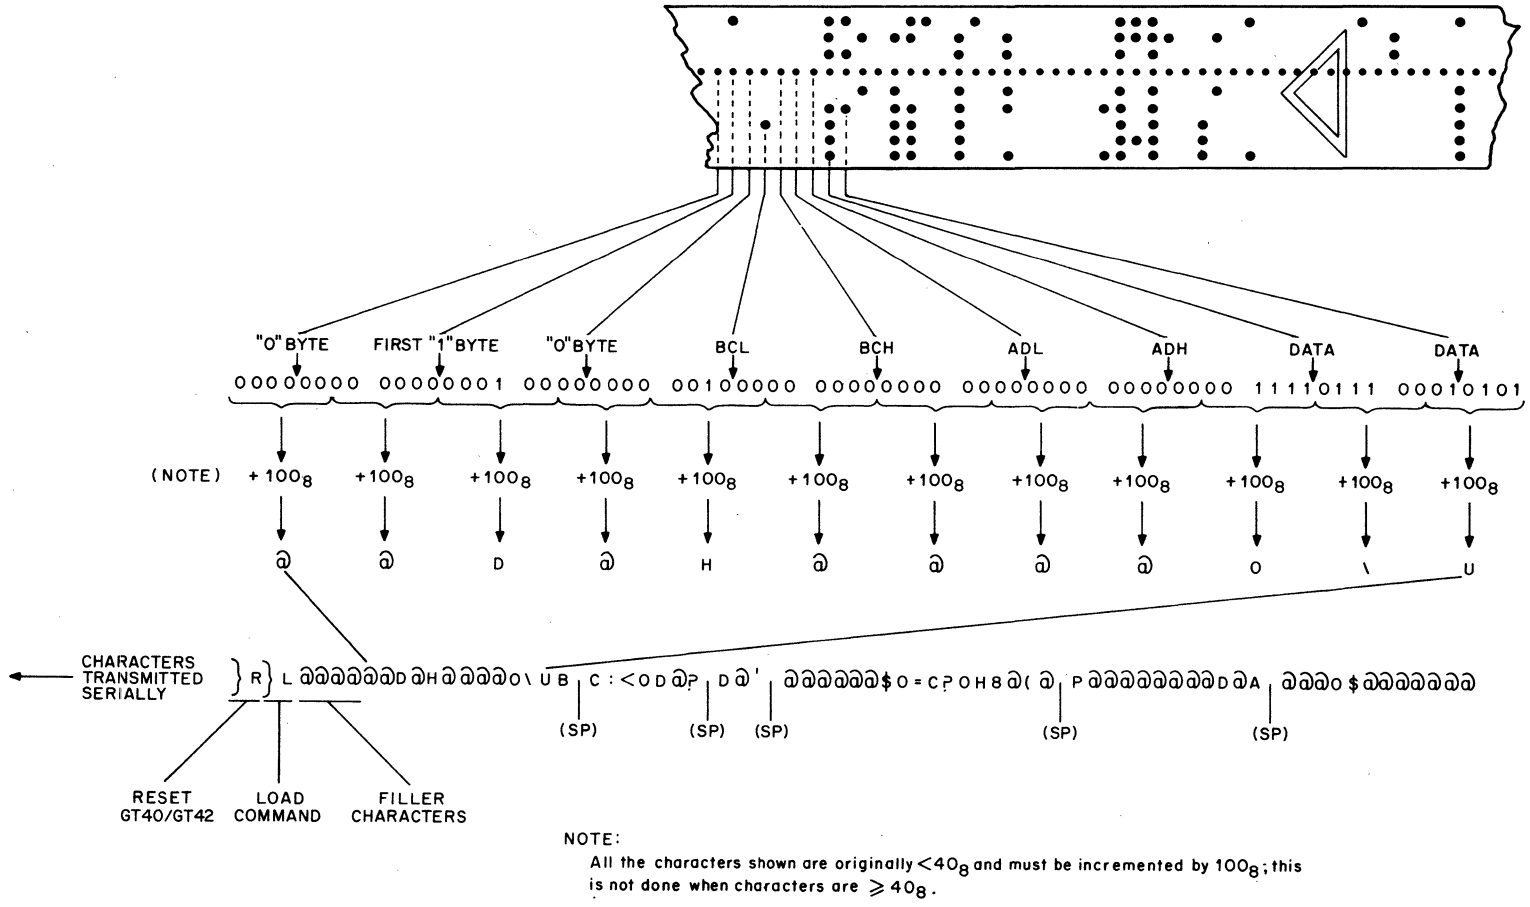 "0" BYTE FIRST "1" BYTE "0" BYTE BCL BCH ADL ADH DATA DATA
00000000 00000001 00000000 00100000 00000000 00000000 00000000 11110111 00010101
(NOTE) +100₈ +100₈ +100₈ +100₈ +100₈ +100₈ +100₈ +100₈ +100₈ +100₈ +100₈ +100₈
@ @ D @ H @ @ @ @ O \ U
CHARACTERS
TRANSMITTED
SERIALLY
} R } L @@@@@@D@H@@@@O\UB C:<OD@? D@' @@@@@@$O=C?OH8@(@ P@@@@@@@@D@A @@@O$@@@@@@@
(SP) (SP) (SP) (SP) (SP)
RESET
GT40/GT42
LOAD
COMMAND
FILLER
CHARACTERS
NOTE:
All the characters shown are originally <40₈ and must be incremented by 100₈; this
is not done when characters are ⩾ 40₈.